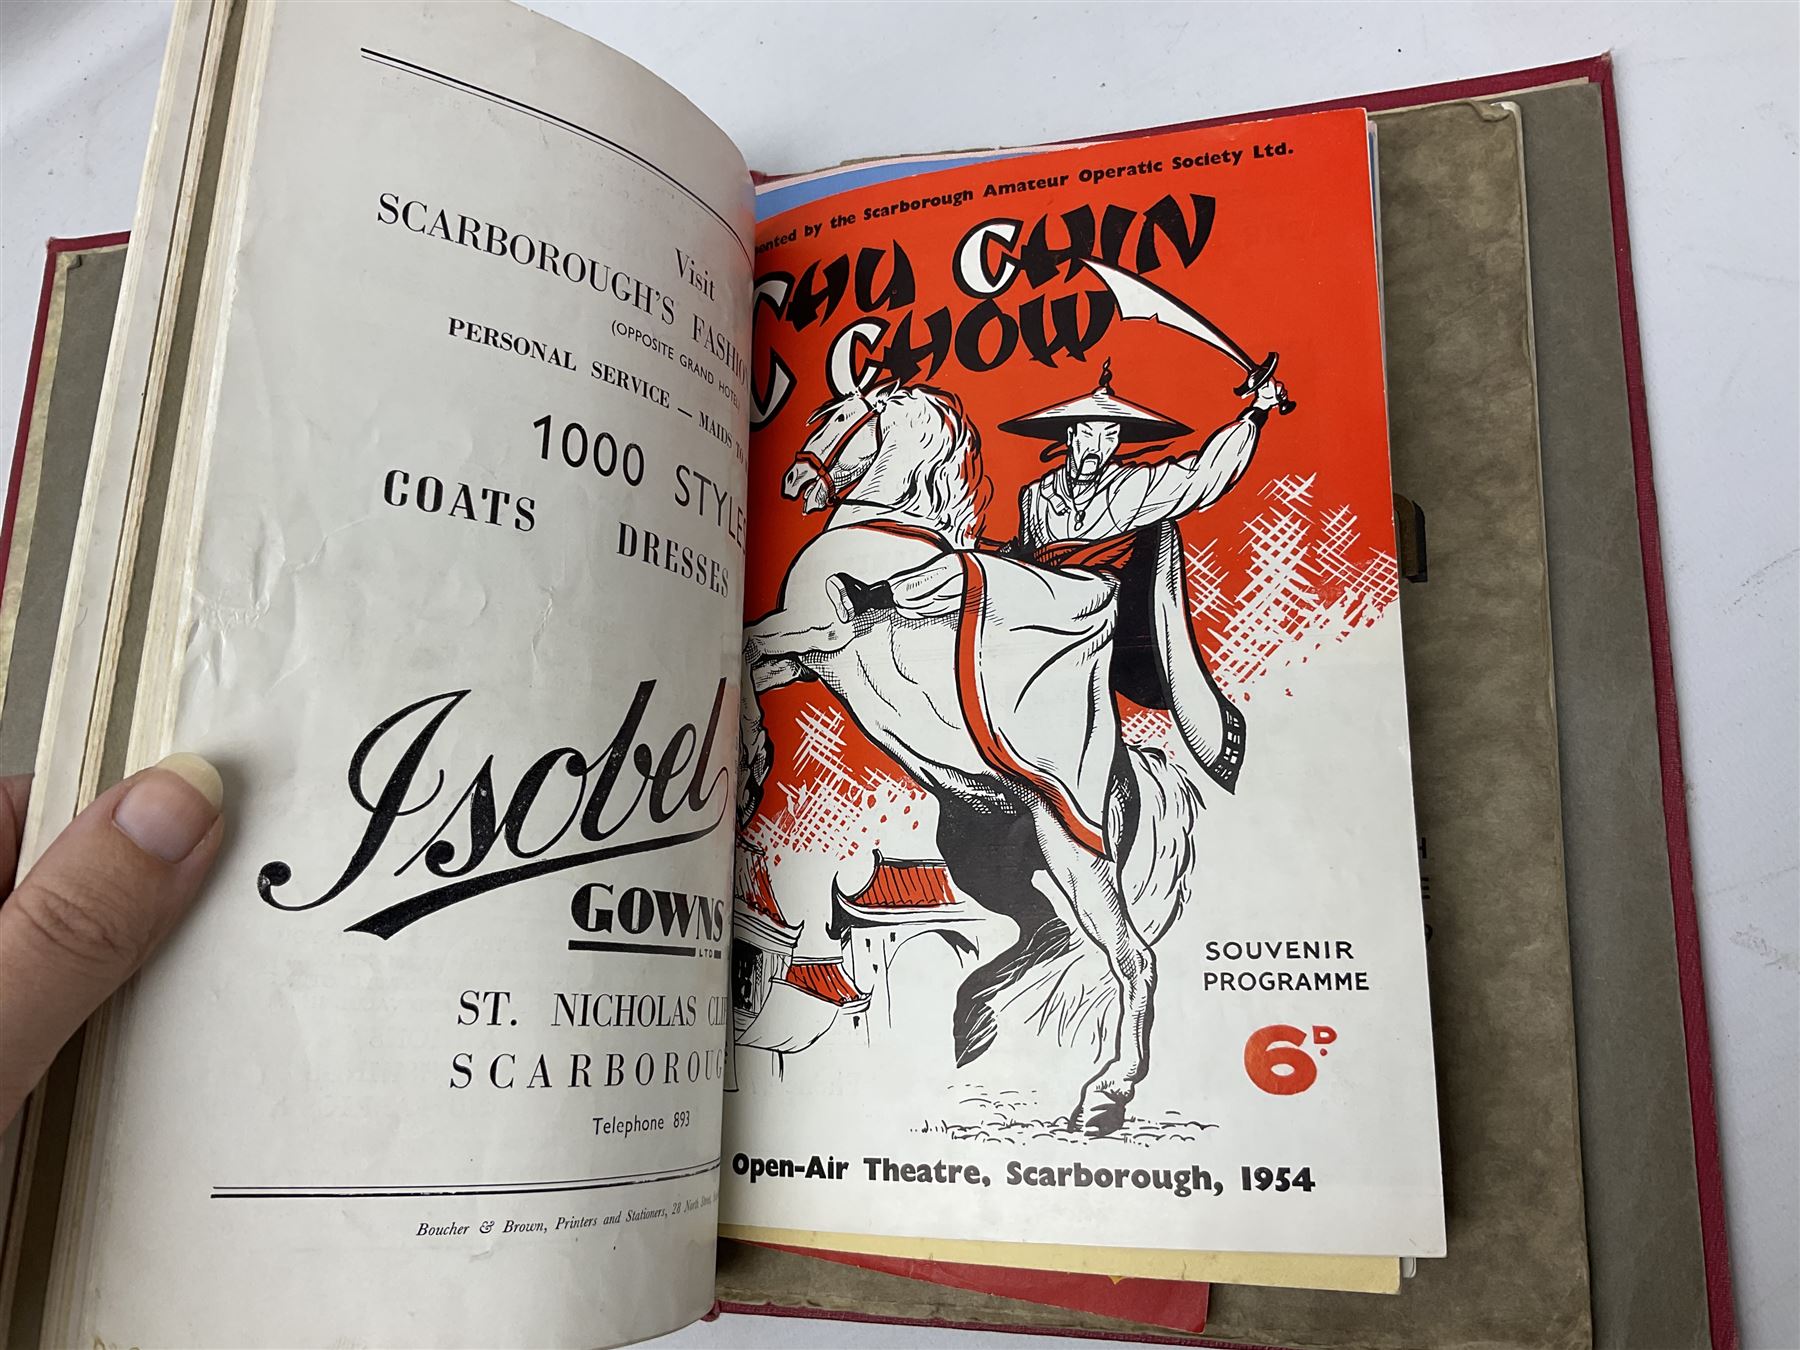 Visit
SCARBOROUGH'S
(OPPOSITE GRAND HOTEL)
PERSONAL SERVICE — MAIDS TO
1000 STYLES
COATS DRESSES
Isobel
GOWNS
LTD
ST. NICHOLAS
SCARBOROUG
Telephone 893
Boucher & Brown, Printers and Stationers, 28 North Street,
by the Scarborough Amateur Operatic Society Ltd.
CHU CHIN
CHOW
SOUVENIR
PROGRAMME
6D.
Open-Air Theatre, Scarborough, 1954